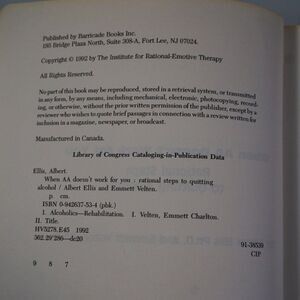 Published by Barricade Books Inc.
185 Bridge Plaza North, Suite 308-A, Fort Lee, NJ 07024.
Copyright © 1992 by The Institute for Rational-Emotive Therapy
All Rights Reserved.
No part of this book may be reproduced, stored in a retrieval system, or transmitted
in any form, by any means, including mechanical, electronic, photocopying, record-
ing, or otherwise, without the prior written permission of the publisher, except by a
reviewer who wishes to quote brief passages in connection with a review written for
inclusion in a magazine, newspaper, or broadcast.
Manufactured in Canada.
Library of Congress Cataloging-in-Publication Data
Ellis, Albert.
When AA doesn't work for you : rational steps to quitting
alcohol / Albert Ellis and Emmett Velten.
p cm.
ISBN 0-942637-53-4 (pbk.)
I. Alcoholics—Rehabilitation. I. Velten, Emmett Charlton.
II. Title.
HV5278.E45 1992
362.29'286—dc20
91-38539
CIP
9 8 7